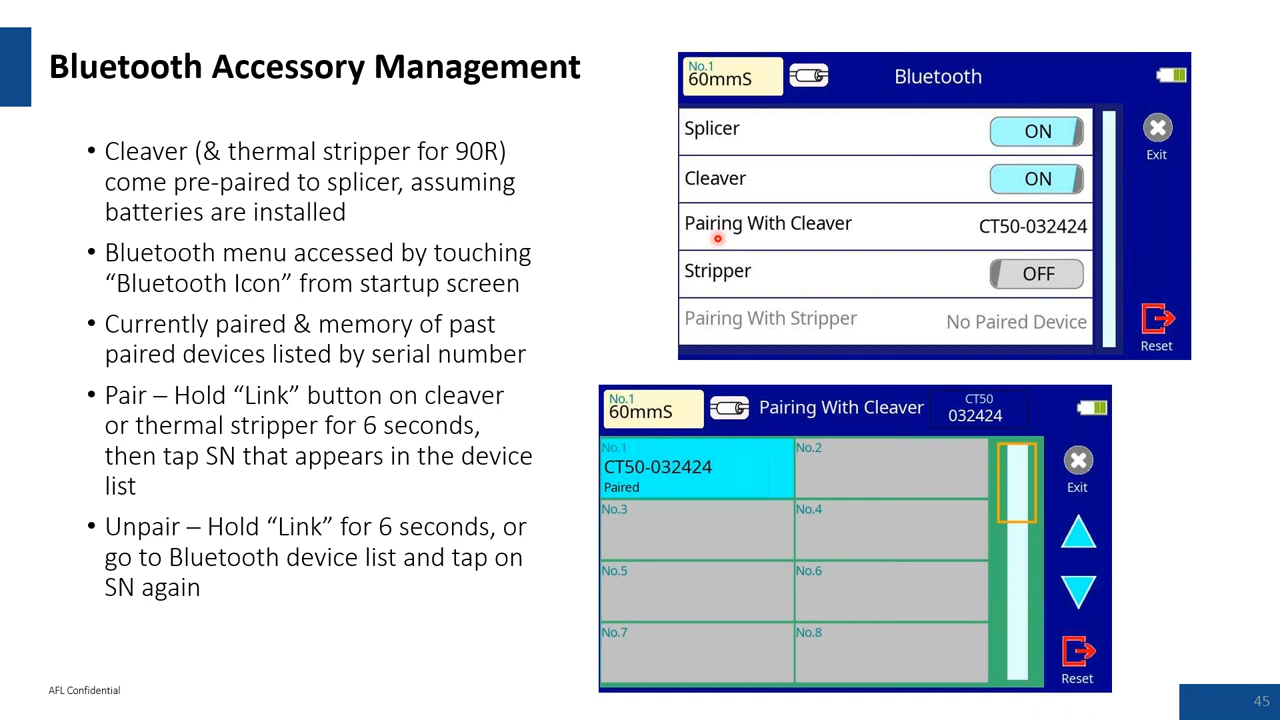 Bluetooth Accessory Management
• Cleaver (& thermal stripper for 90R)
come pre-paired to splicer, assuming
batteries are installed
• Bluetooth menu accessed by touching
“Bluetooth Icon” from startup screen
• Currently paired & memory of past
paired devices listed by serial number
• Pair – Hold “Link” button on cleaver
or thermal stripper for 6 seconds,
then tap SN that appears in the device
list
• Unpair – Hold “Link” for 6 seconds, or
go to Bluetooth device list and tap on
SN again
No.1
60mmS
Bluetooth
Splicer ON
Cleaver ON
Pairing With Cleaver CT50-032424
Stripper OFF
Pairing With Stripper No Paired Device
Exit
Reset
No.1
60mmS
Pairing With Cleaver
CT50
032424
No.1
CT50-032424
Paired
No.2
No.3 No.4
No.5 No.6
No.7 No.8
Exit
Reset
AFL Confidential
45